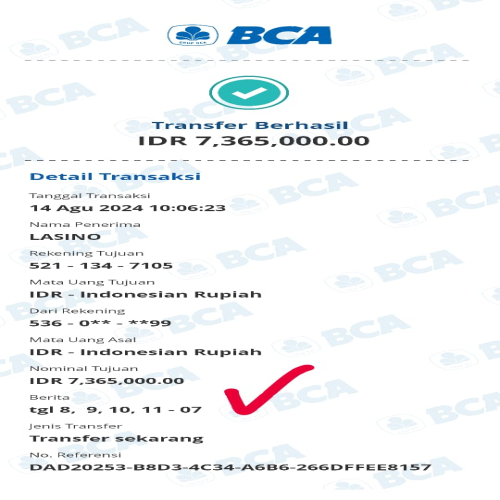 BCA
Transfer Berhasil
IDR 7,365,000.00
Detail Transaksi
Tanggal Transaksi
14 Agu 2024 10:06:23
Nama Penerima
LASINO
Rekening Tujuan
521 - 134 - 7105
Mata Uang Tujuan
IDR - Indonesian Rupiah
Dari Rekening
536 - 0** - **99
Mata Uang Asal
IDR - Indonesian Rupiah
Nominal Tujuan
IDR 7,365,000.00
Berita
tgl 8,  9, 10, 11 - 07
Jenis Transfer
Transfer sekarang
No. Referensi
DAD20253-B8D3-4C34-A6B6-266DFFEE8157